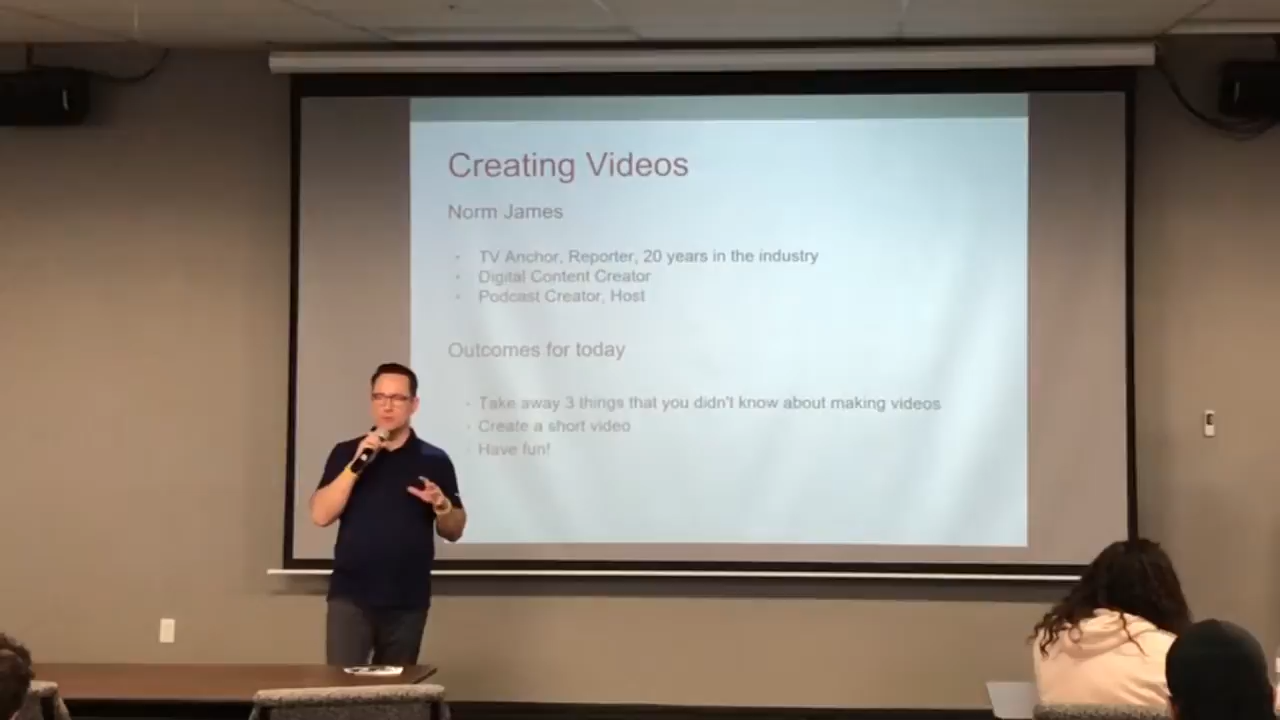 Creating Videos
Norm James
TV Anchor, Reporter, 20 years in the industry
Digital Content Creator
Podcast Creator, Host
Outcomes for today
Take away 3 things that you didn't know about making videos
Create a short video
Have fun!